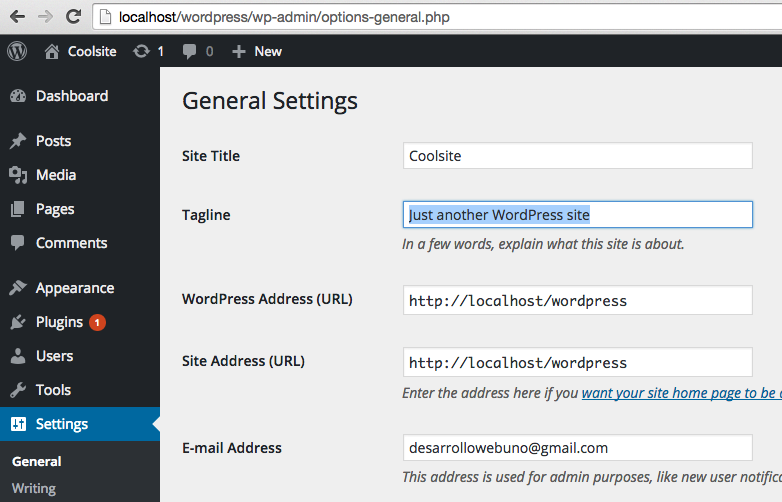 localhost/wordpress/wp-admin/options-general.php
Coolsite 1 0 New
Dashboard
Posts
Media
Pages
Comments
Appearance
Plugins 1
Users
Tools
Settings
General
Writing
General Settings
Site Title Coolsite
Tagline Just another WordPress site
In a few words, explain what this site is about.
WordPress Address (URL) http://localhost/wordpress
Site Address (URL) http://localhost/wordpress
Enter the address here if you want your site home page to be
E-mail Address desarrollowebuno@gmail.com
This address is used for admin purposes, like new user notifica